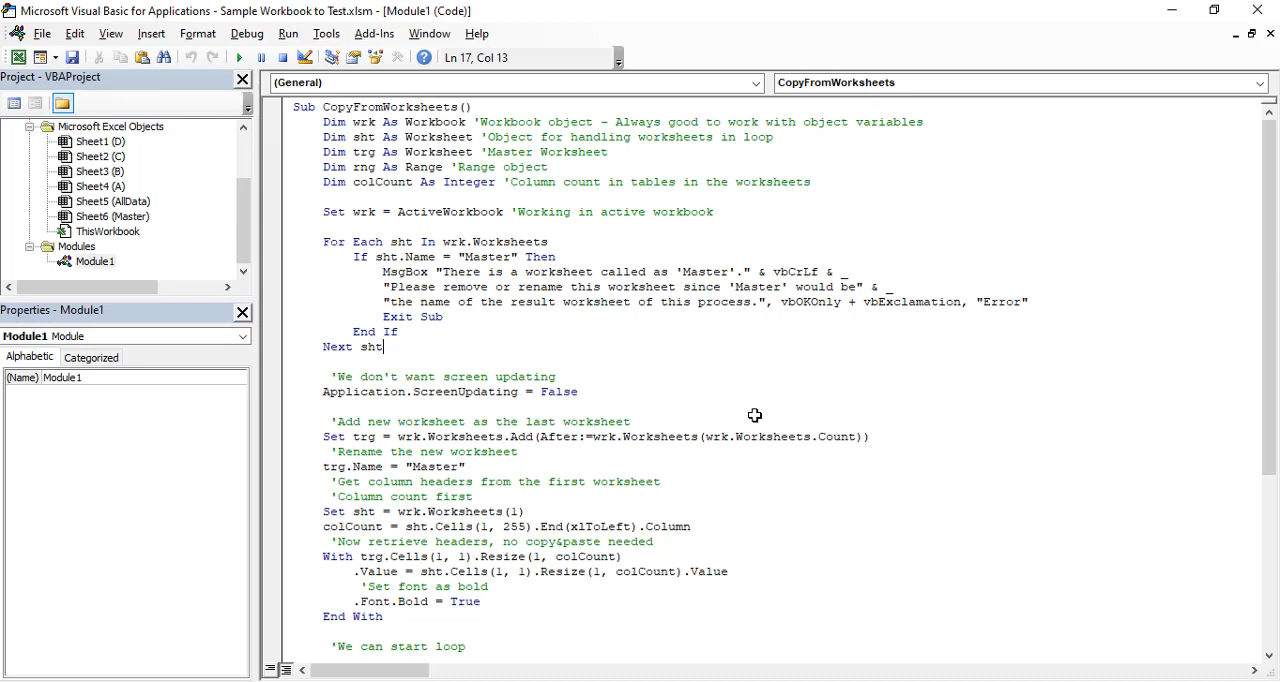 Microsoft Visual Basic for Applications - Sample Workbook to Test.xlsm - [Module1 (Code)]
File Edit View Insert Format Debug Run Tools Add-Ins Window Help
Ln 17, Col 13
Project - VBAProject
Microsoft Excel Objects
Sheet1 (D)
Sheet2 (C)
Sheet3 (B)
Sheet4 (A)
Sheet5 (AllData)
Sheet6 (Master)
ThisWorkbook
Modules
Module1
Properties - Module1
Module1 Module
Alphabetic Categorized
(Name) Module1
(General) CopyFromWorksheets
Sub CopyFromWorksheets()
Dim wrk As Workbook 'Workbook object - Always good to work with object variables
Dim sht As Worksheet 'Object for handling worksheets in loop
Dim trg As Worksheet 'Master Worksheet
Dim rng As Range 'Range object
Dim colCount As Integer 'Column count in tables in the worksheets
Set wrk = ActiveWorkbook 'Working in active workbook
For Each sht In wrk.Worksheets
If sht.Name = "Master" Then
MsgBox "There is a worksheet called as 'Master'." & vbCrLf & _
"Please remove or rename this worksheet since 'Master' would be" & _
"the name of the result worksheet of this process.", vbOKOnly + vbExclamation, "Error"
Exit Sub
End If
Next sht
'We don't want screen updating
Application.ScreenUpdating = False
'Add new worksheet as the last worksheet
Set trg = wrk.Worksheets.Add(After:=wrk.Worksheets(wrk.Worksheets.Count))
'Rename the new worksheet
trg.Name = "Master"
'Get column headers from the first worksheet
'Column count first
Set sht = wrk.Worksheets(1)
colCount = sht.Cells(1, 255).End(xlToLeft).Column
'Now retrieve headers, no copy&paste needed
With trg.Cells(1, 1).Resize(1, colCount)
.Value = sht.Cells(1, 1).Resize(1, colCount).Value
'Set font as bold
.Font.Bold = True
End With
'We can start loop